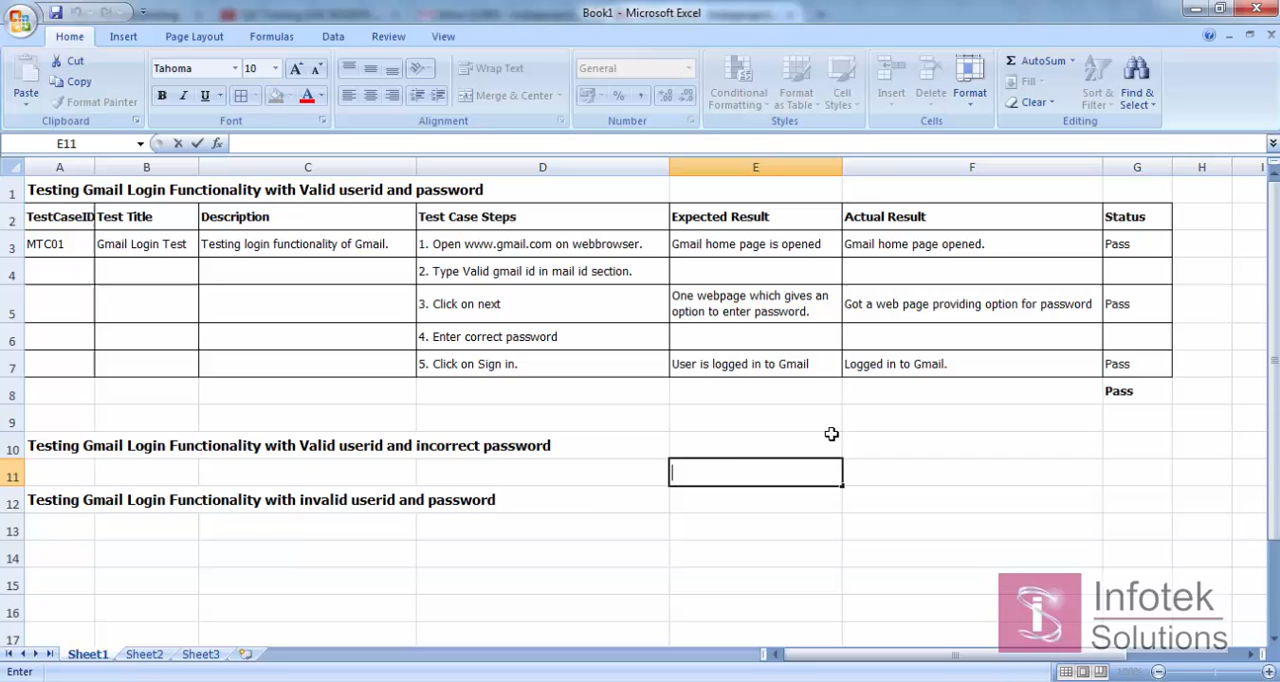 Book1 - Microsoft Excel
Home Insert Page Layout Formulas Data Review View
Cut
Copy
Format Painter
Paste
Clipboard
Tahoma 10
Font
Wrap Text
Merge & Center
Alignment
General
Number
Conditional Formatting
Format as Table
Cell Styles
Styles
Insert Delete Format
Cells
AutoSum
Fill
Clear
Sort & Filter
Find & Select
Editing
E11
A B C D E F G H I
1 Testing Gmail Login Functionality with Valid userid and password
2 TestCaseID Test Title Description Test Case Steps Expected Result Actual Result Status
3 MTC01 Gmail Login Test Testing login functionality of Gmail. 1. Open www.gmail.com on webbrowser. Gmail home page is opened Gmail home page opened. Pass
4 2. Type Valid gmail id in mail id section.
5 3. Click on next One webpage which gives an option to enter password. Got a web page providing option for password Pass
6 4. Enter correct password
7 5. Click on Sign in. User is logged in to Gmail Logged in to Gmail. Pass
8 Pass
9
10 Testing Gmail Login Functionality with Valid userid and incorrect password
11
12 Testing Gmail Login Functionality with invalid userid and password
13
14
15
16
17
Infotek
Solutions
Sheet1 Sheet2 Sheet3
Enter
100%